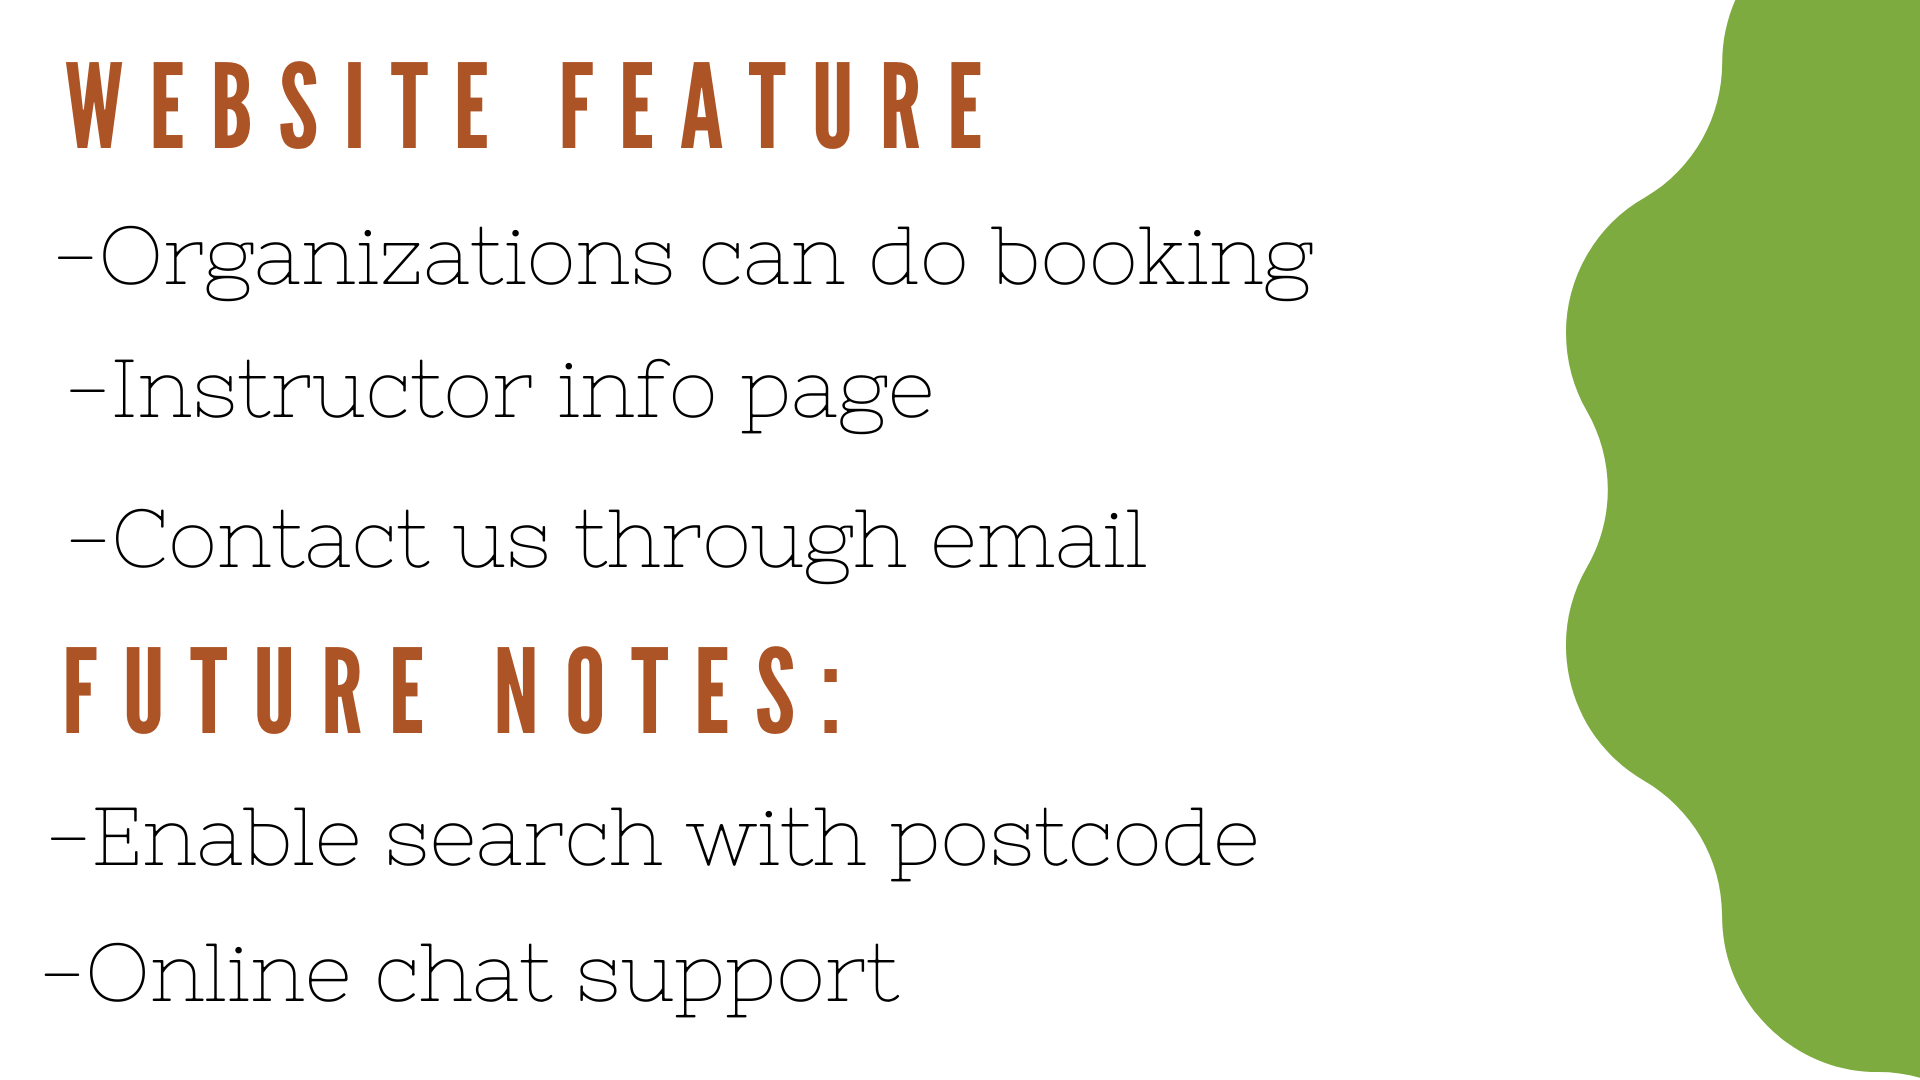 WEBSITE FEATURE
-Organizations can do booking
-Instructor info page
-Contact us through email
FUTURE NOTES:
-Enable search with postcode
-Online chat support